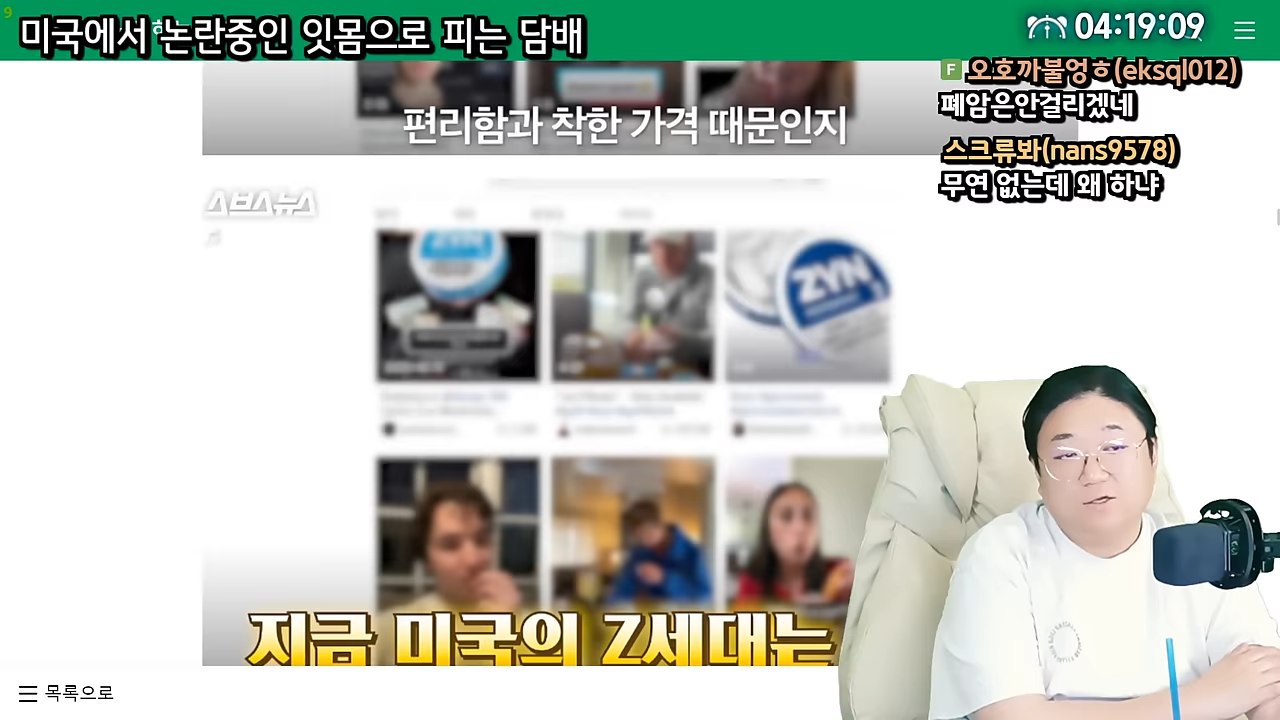 9
미국에서 논란중인 잇몸으로 피는 담배
04:19:09
F 오호까불엉ㅎ(eksql012)
폐암은안걸리겠네
스크류봐(nans9578)
무연 없는데 왜 하냐
편리함과 착한 가격 때문인지
스브스뉴스
ZYN
ZYN
지금 미국의 Z세대는
목록으로